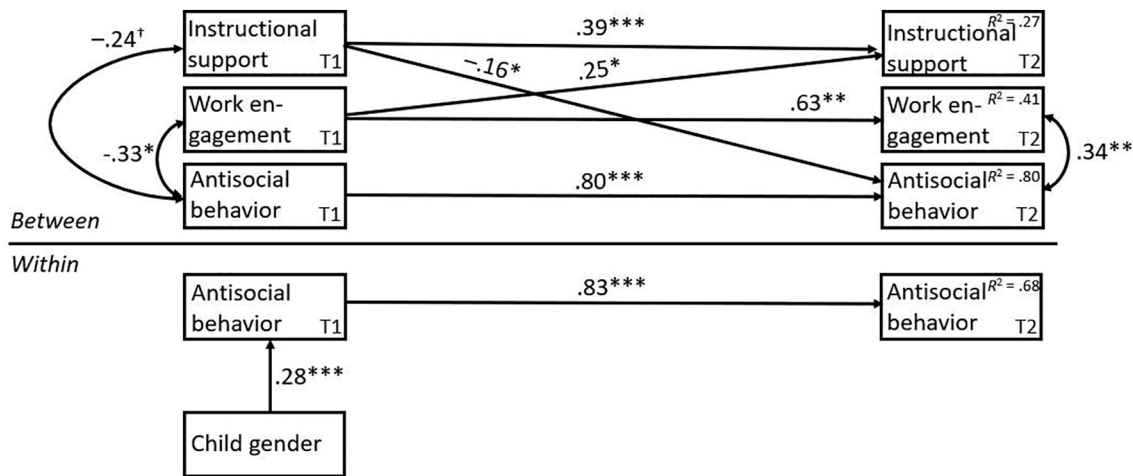 −.24†
Instructional
support T1
.39***
R² = .27
Instructional
support T2
−.16*
.25*
Work en-
gagement T1
.63**
R² = .41
Work en-
gagement T2
-.33*
.34**
Antisocial
behavior T1
.80***
Antisocial R² = .80
behavior T2
Between
Within
Antisocial
behavior T1
.83***
Antisocial R² = .68
behavior T2
.28***
Child gender